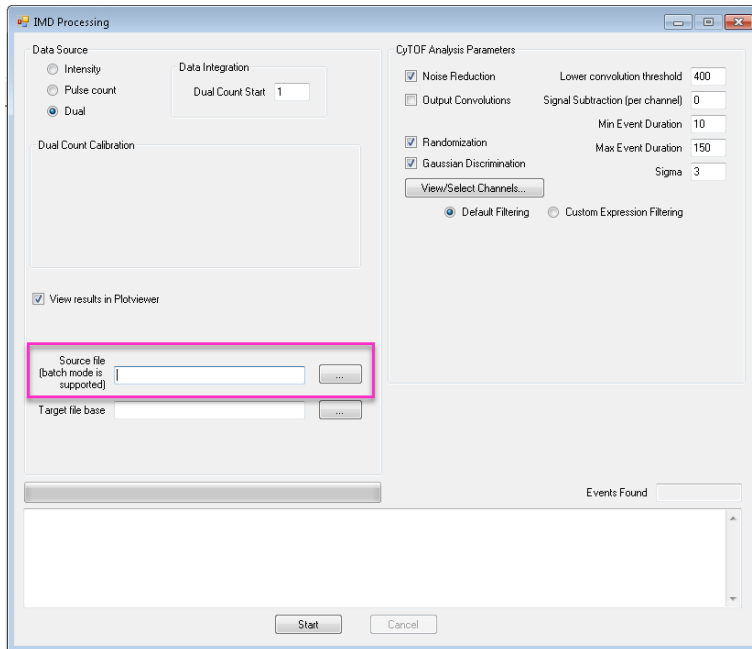 IMD Processing
Data Source
Intensity
Pulse count
Dual
Data Integration
Dual Count Start 1
Dual Count Calibration
View results in Plotviewer
Source file
(batch mode is
supported)
...
Target file base
...
CyTOF Analysis Parameters
Noise Reduction
Lower convolution threshold 400
Output Convolutions
Signal Subtraction (per channel) 0
Min Event Duration 10
Randomization
Max Event Duration 150
Gaussian Discrimination
Sigma 3
View/Select Channels...
Default Filtering
Custom Expression Filtering
Events Found
Start
Cancel